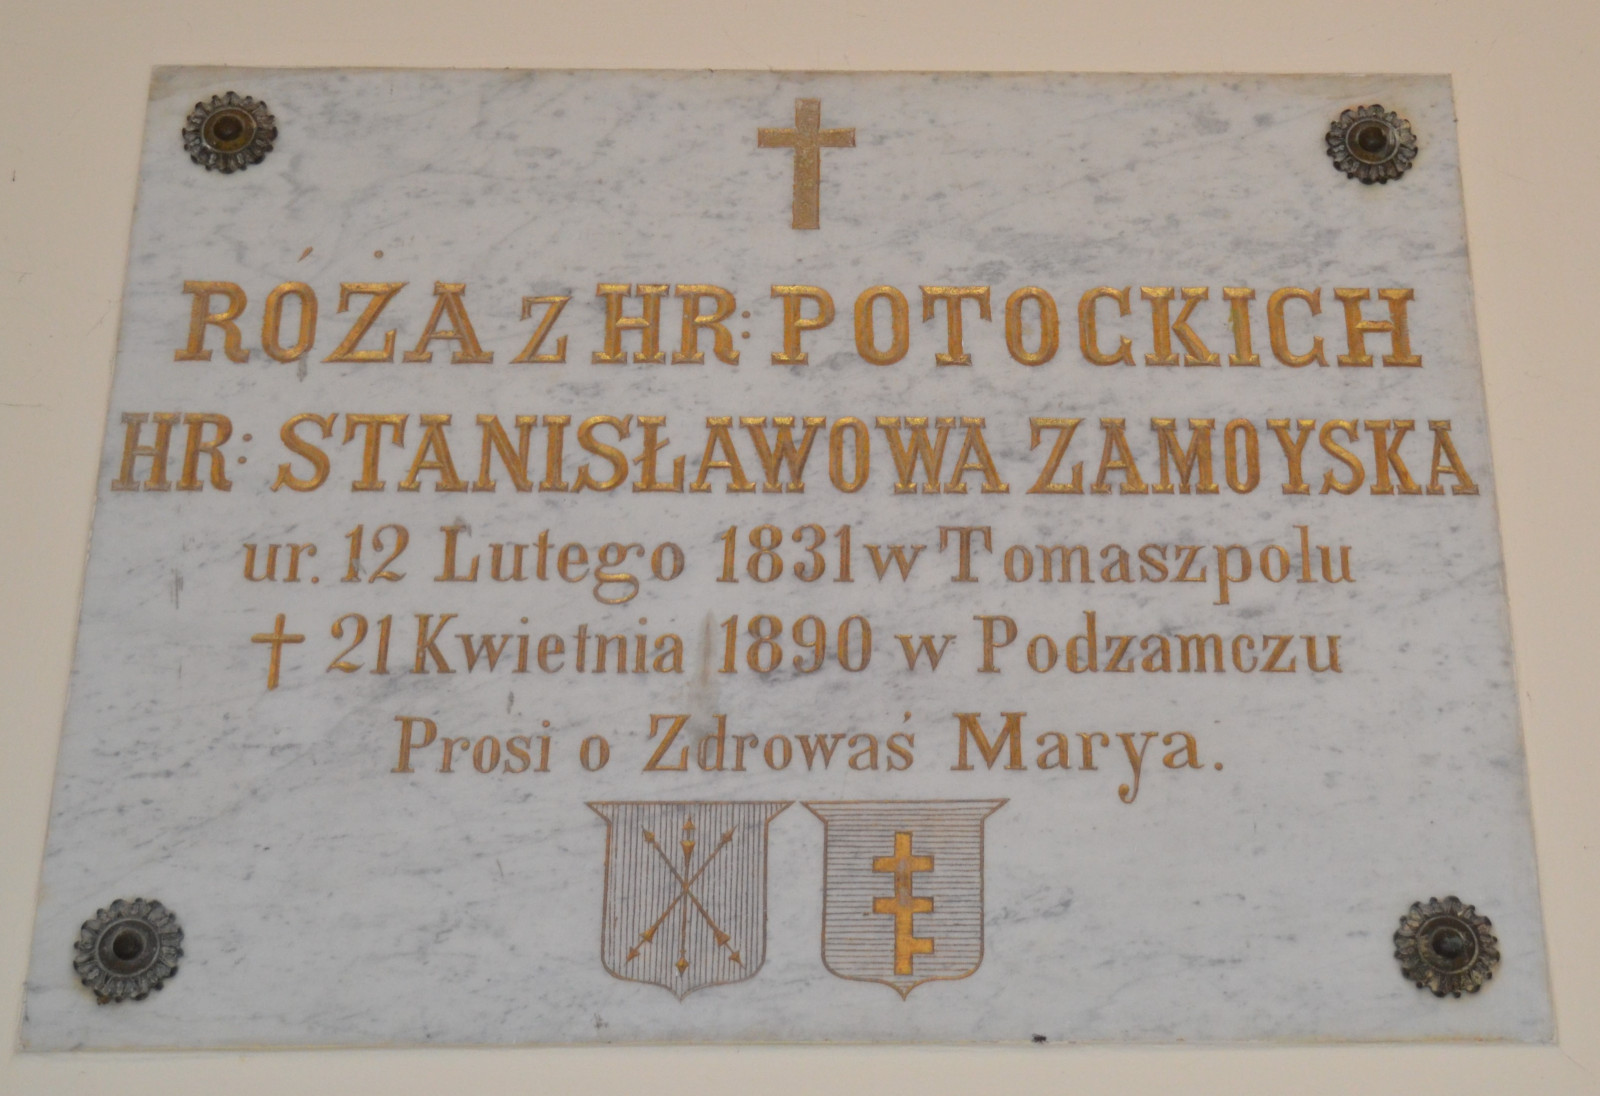 RÓŻA Z HR: POTOCKICH
HR: STANISŁAWOWA ZAMOYSKA
ur. 12 Lutego 1831 w Tomaszpolu
† 21 Kwietnia 1890 w Podzamczu
Prosi o Zdrowaś Marya.